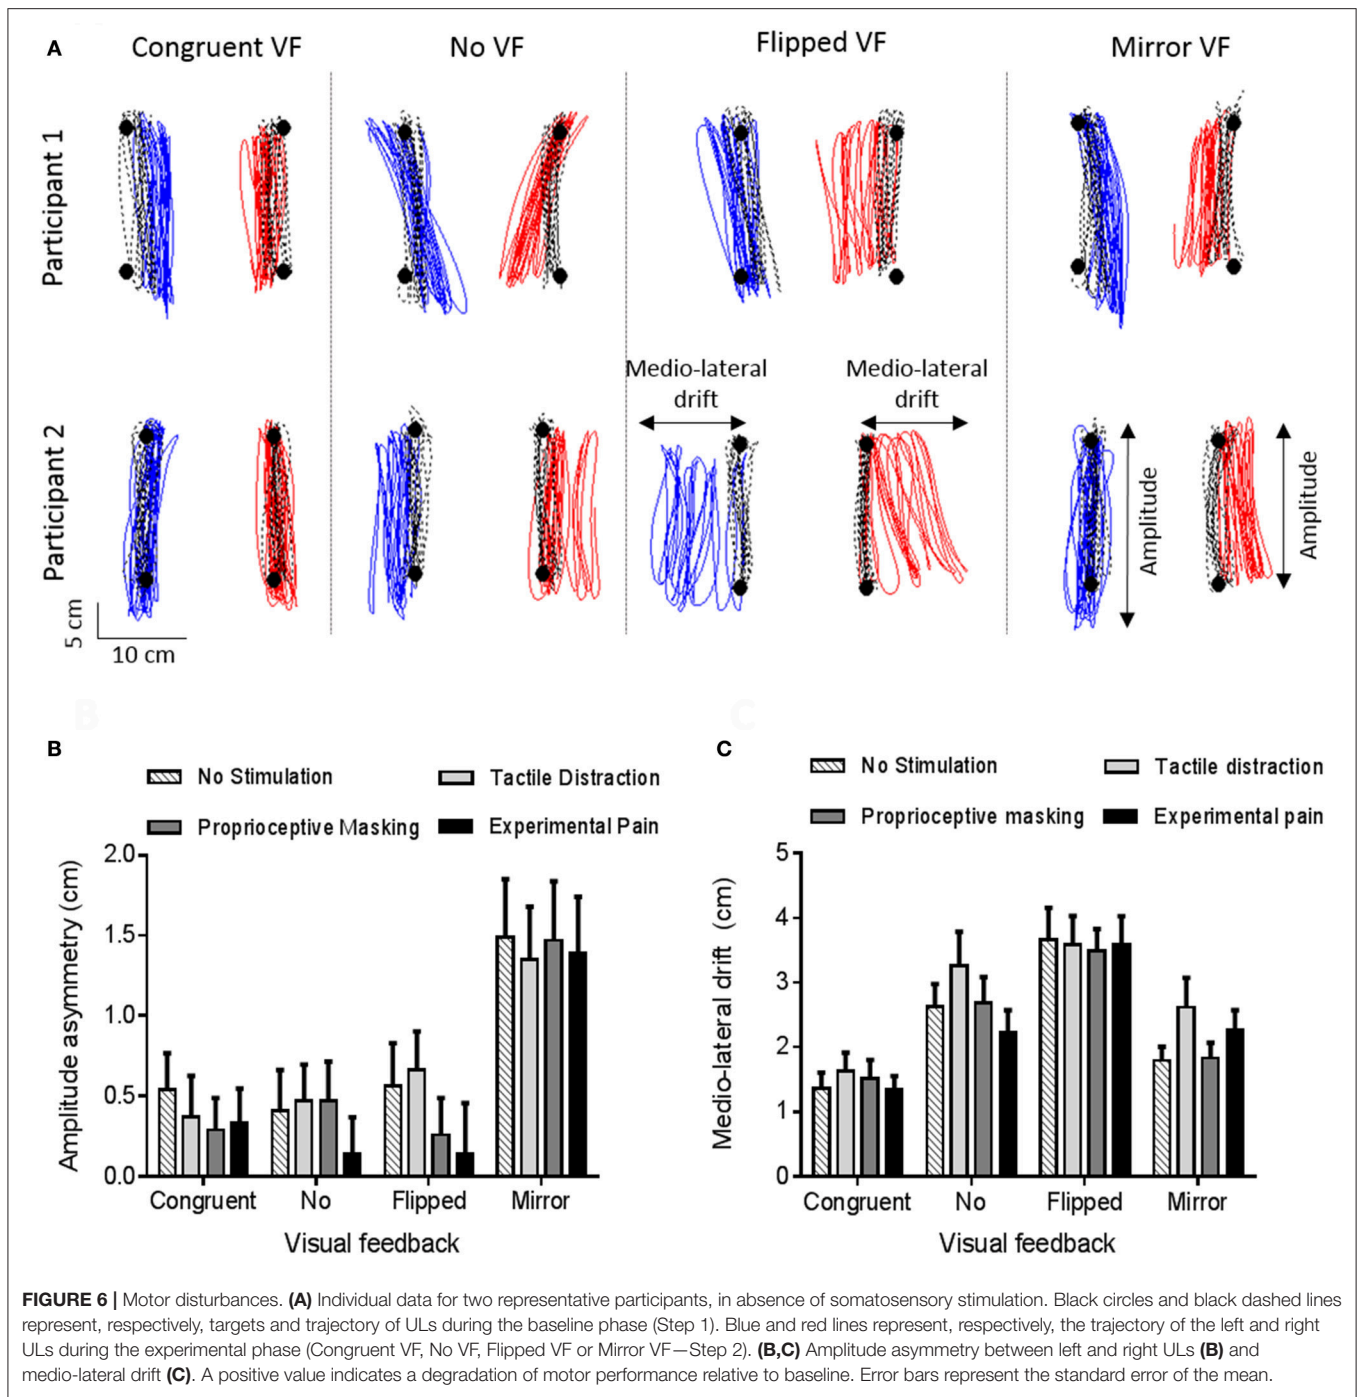 A
Congruent VF
No VF
Flipped VF
Mirror VF
Participant 1
Medio-lateral
drift
Medio-lateral
drift
Participant 2
Amplitude
Amplitude
5 cm
10 cm
B
C
B
No Stimulation
Tactile Distraction
Proprioceptive Masking
Experimental Pain
Amplitude asymmetry (cm)
2.0
1.5
1.0
0.5
0.0
Congruent
No
Flipped
Mirror
Visual feedback
C
No Stimulation
Tactile distraction
Proprioceptive masking
Experimental pain
Medio-lateral drift (cm)
5
4
3
2
1
0
Congruent
No
Flipped
Mirror
Visual feedback
FIGURE 6 | Motor disturbances. (A) Individual data for two representative participants, in absence of somatosensory stimulation. Black circles and black dashed lines
represent, respectively, targets and trajectory of ULs during the baseline phase (Step 1). Blue and red lines represent, respectively, the trajectory of the left and right
ULs during the experimental phase (Congruent VF, No VF, Flipped VF or Mirror VF—Step 2). (B,C) Amplitude asymmetry between left and right ULs (B) and
medio-lateral drift (C). A positive value indicates a degradation of motor performance relative to baseline. Error bars represent the standard error of the mean.